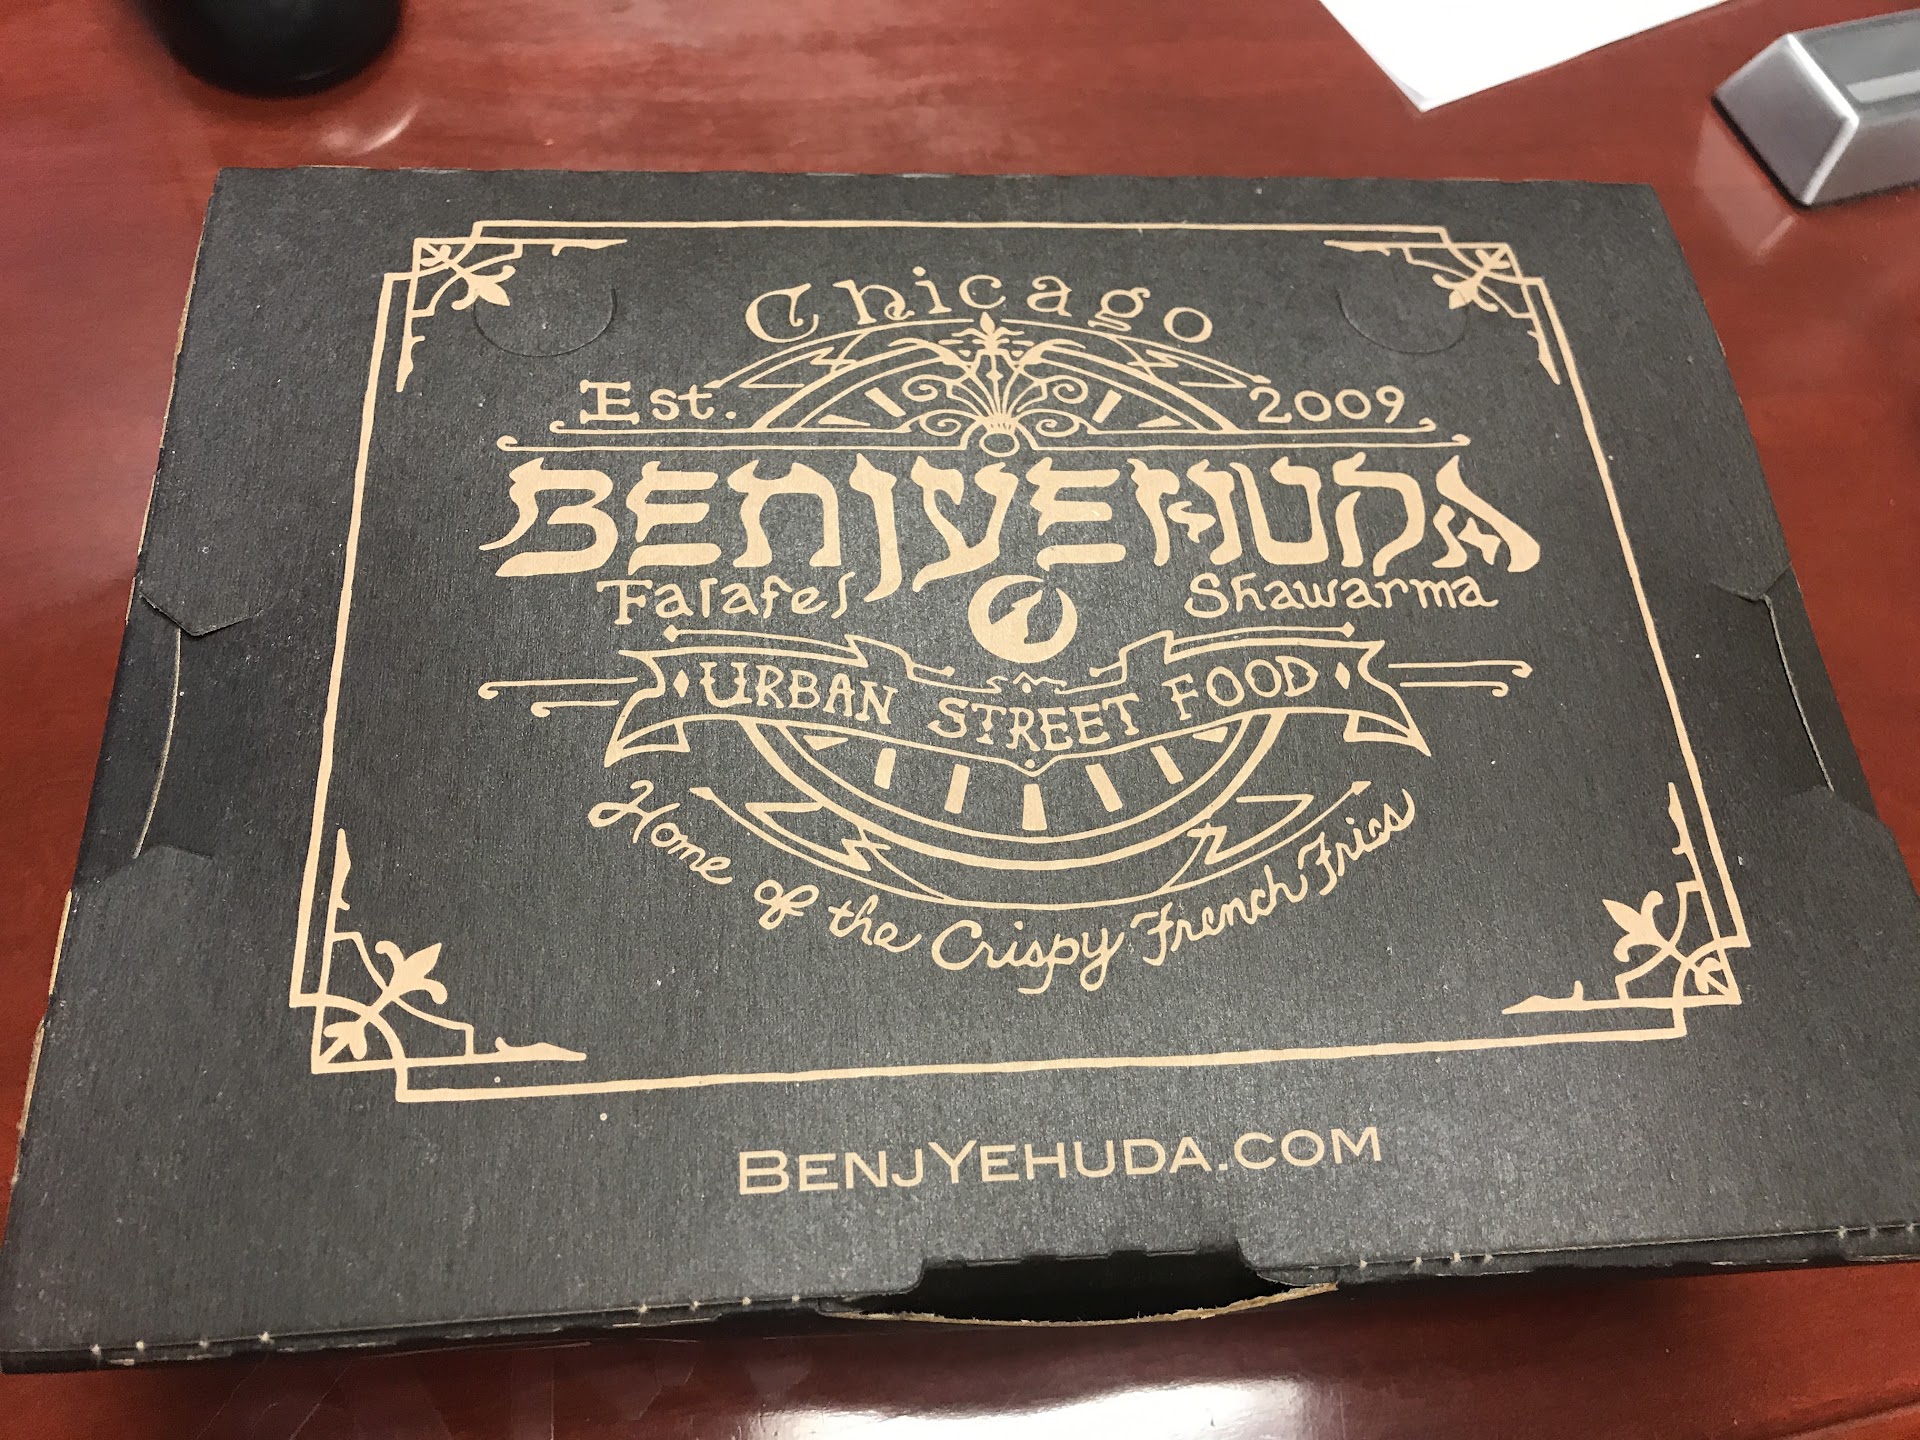 Chicago
Est. 2009
BENJYEHUDA
Falafel Shawarma
URBAN STREET FOOD
Home of the Crispy French Fries
BENJYEHUDA.COM